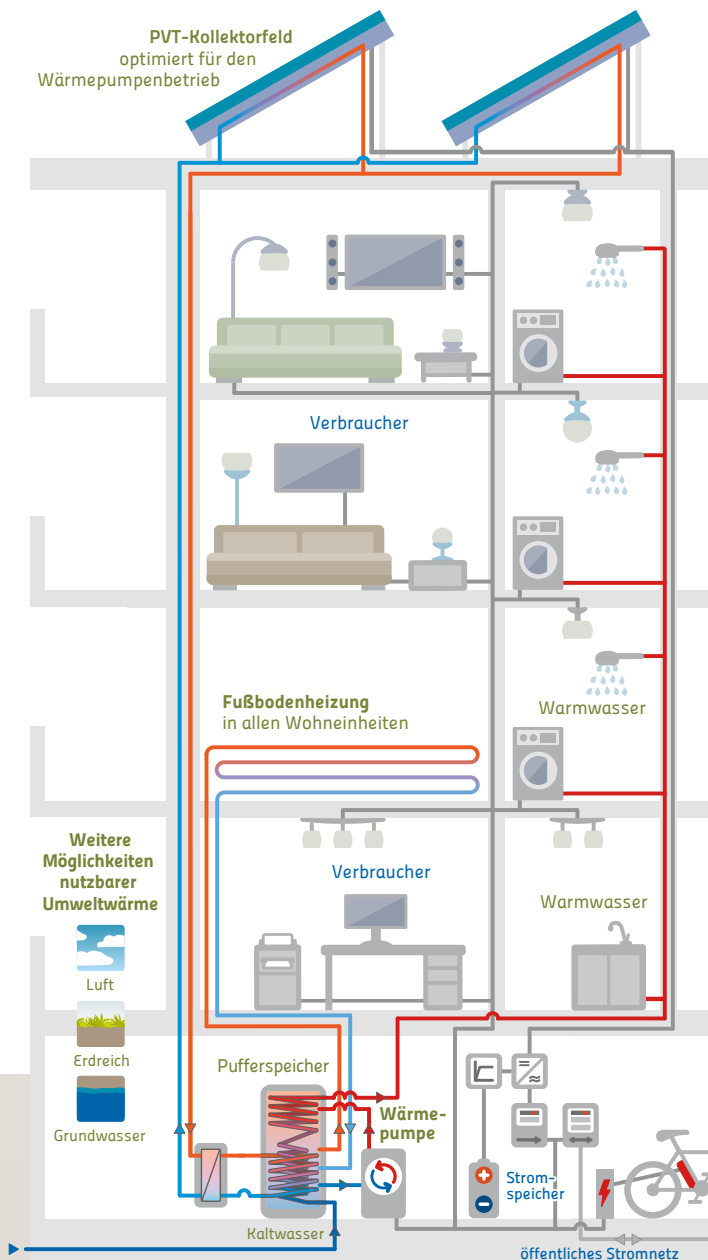 PVT-Kollektorfeld
optimiert für den
Wärmepumpenbetrieb
Verbraucher
Fußbodenheizung
in allen Wohneinheiten
Warmwasser
Weitere
Möglichkeiten
nutzbarer
Umweltwärme
Luft
Erdreich
Grundwasser
Verbraucher
Warmwasser
Pufferspeicher
Wärme-
pumpe
Strom-
speicher
Kaltwasser
öffentliches Stromnetz